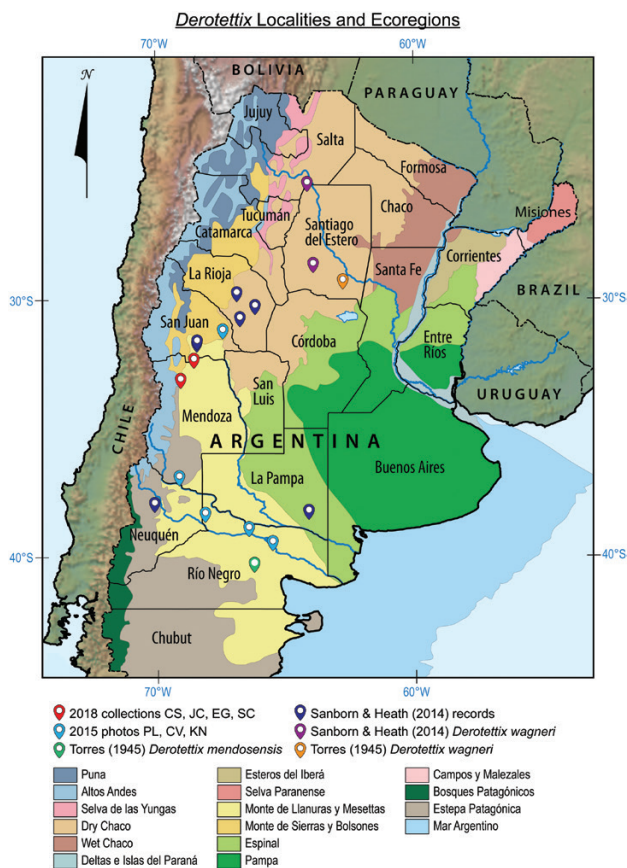 Derotettix Localities and Ecoregions
70°W 60°W
N
BOLIVIA
PARAGUAY
Jujuy
Salta
Formosa
Chaco
Tucumán
Misiones
Catamarca
Santiago
del Estero
Corrientes
Santa Fe
La Rioja
BRAZIL
30°S 30°S
San Juan
Córdoba
Entre
Ríos
San
Luis
URUGUAY
Mendoza
CHILE
ARGENTINA
Buenos Aires
La Pampa
Neuquén
40°S 40°S
Río Negro
Chubut
70°W 60°W
2018 collections CS, JC, EG, SC
2015 photos PL, CV, KN
Torres (1945) Derotettix mendosensis
Sanborn & Heath (2014) records
Sanborn & Heath (2014) Derotettix wagneri
Torres (1945) Derotettix wagneri
Puna
Altos Andes
Selva de las Yungas
Dry Chaco
Wet Chaco
Deltas e Islas del Paraná
Esteros del Iberá
Selva Paranense
Monte de Llanuras y Mesettas
Monte de Sierras y Bolsones
Espinal
Pampa
Campos y Malezales
Bosques Patagónicos
Estepa Patagónica
Mar Argentino